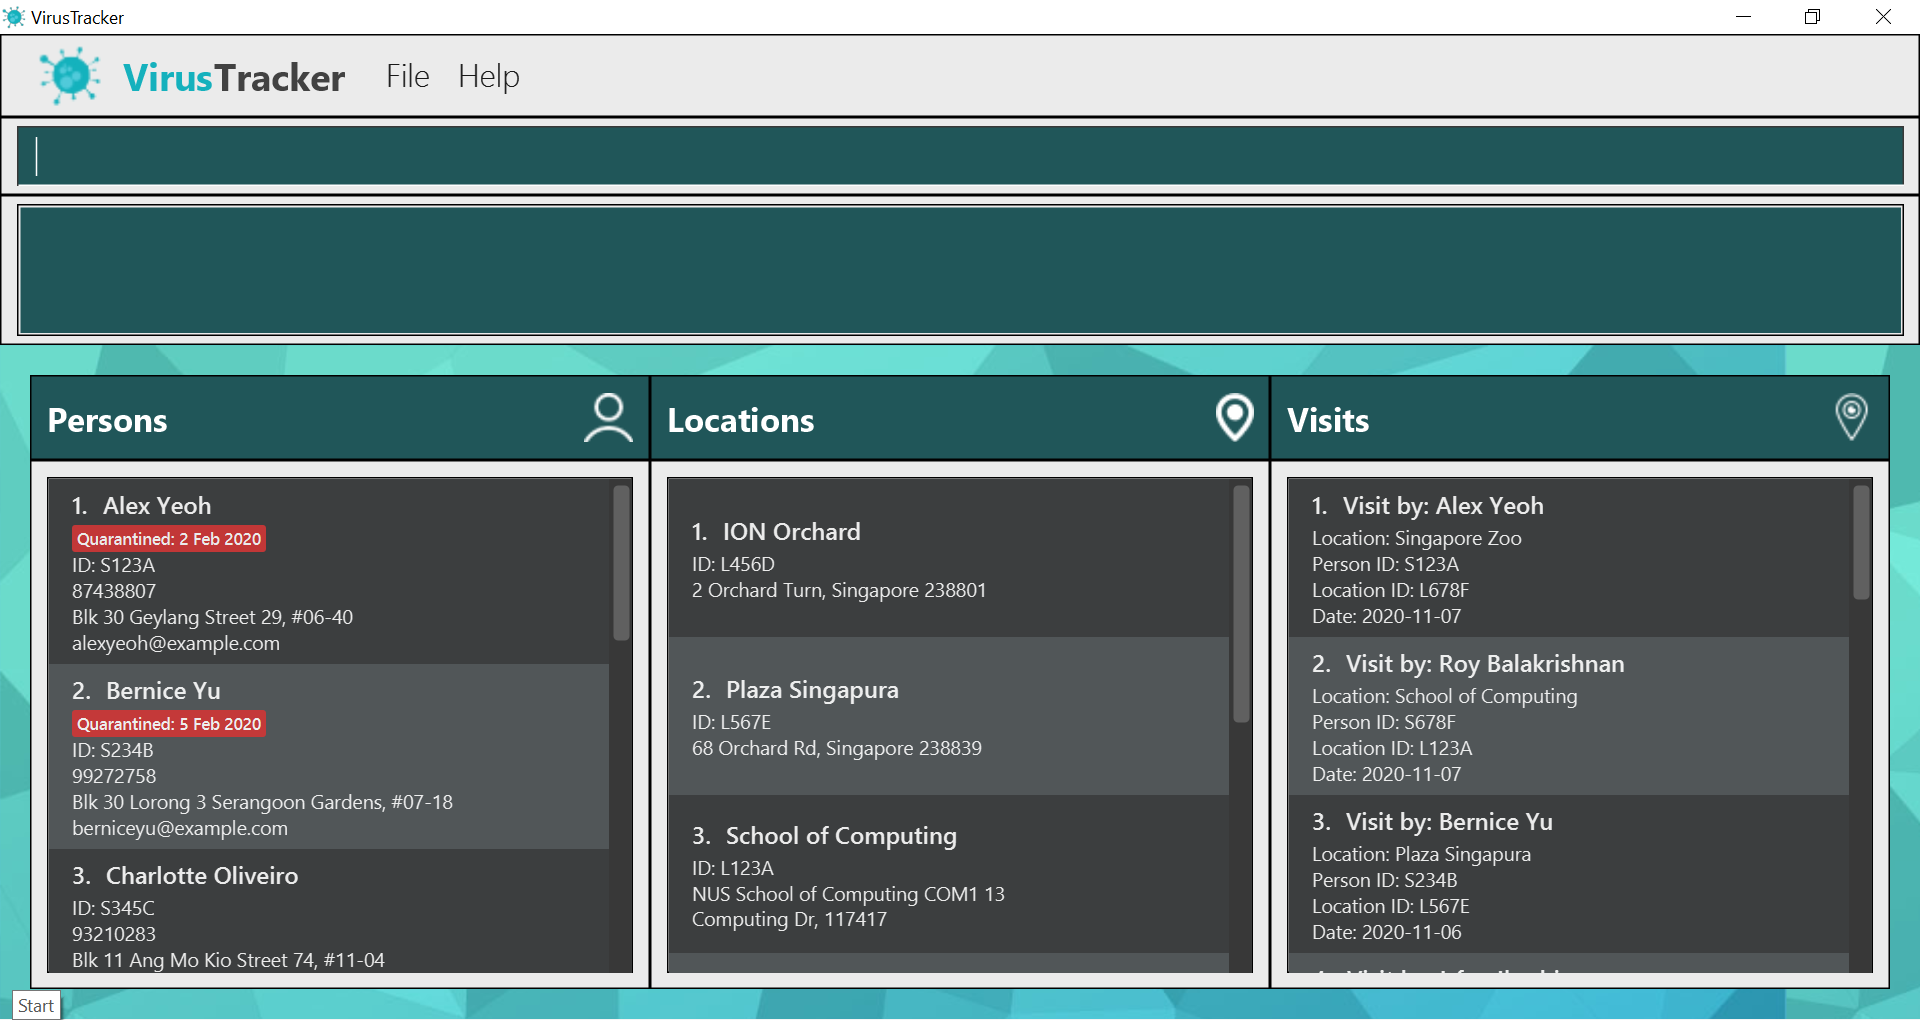 VirusTracker
VirusTracker File Help
Persons
1. Alex Yeoh
Quarantined: 2 Feb 2020
ID: S123A
87438807
Blk 30 Geylang Street 29, #06-40
alexyeoh@example.com
2. Bernice Yu
Quarantined: 5 Feb 2020
ID: S234B
99272758
Blk 30 Lorong 3 Serangoon Gardens, #07-18
berniceyu@example.com
3. Charlotte Oliveiro
ID: S345C
93210283
Blk 11 Ang Mo Kio Street 74, #11-04
Locations
1. ION Orchard
ID: L456D
2 Orchard Turn, Singapore 238801
2. Plaza Singapura
ID: L567E
68 Orchard Rd, Singapore 238839
3. School of Computing
ID: L123A
NUS School of Computing COM1 13
Computing Dr, 117417
Visits
1. Visit by: Alex Yeoh
Location: Singapore Zoo
Person ID: S123A
Location ID: L678F
Date: 2020-11-07
2. Visit by: Roy Balakrishnan
Location: School of Computing
Person ID: S678F
Location ID: L123A
Date: 2020-11-07
3. Visit by: Bernice Yu
Location: Plaza Singapura
Person ID: S234B
Location ID: L567E
Date: 2020-11-06
Start